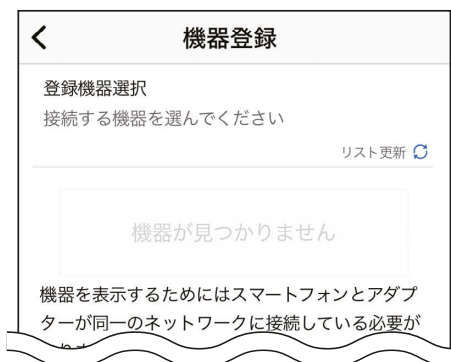 機器登録
登録機器選択
接続する機器を選んでください
リスト更新
機器が見つかりません
機器を表示するためにはスマートフォンとアダプ
ターが同一のネットワークに接続している必要が